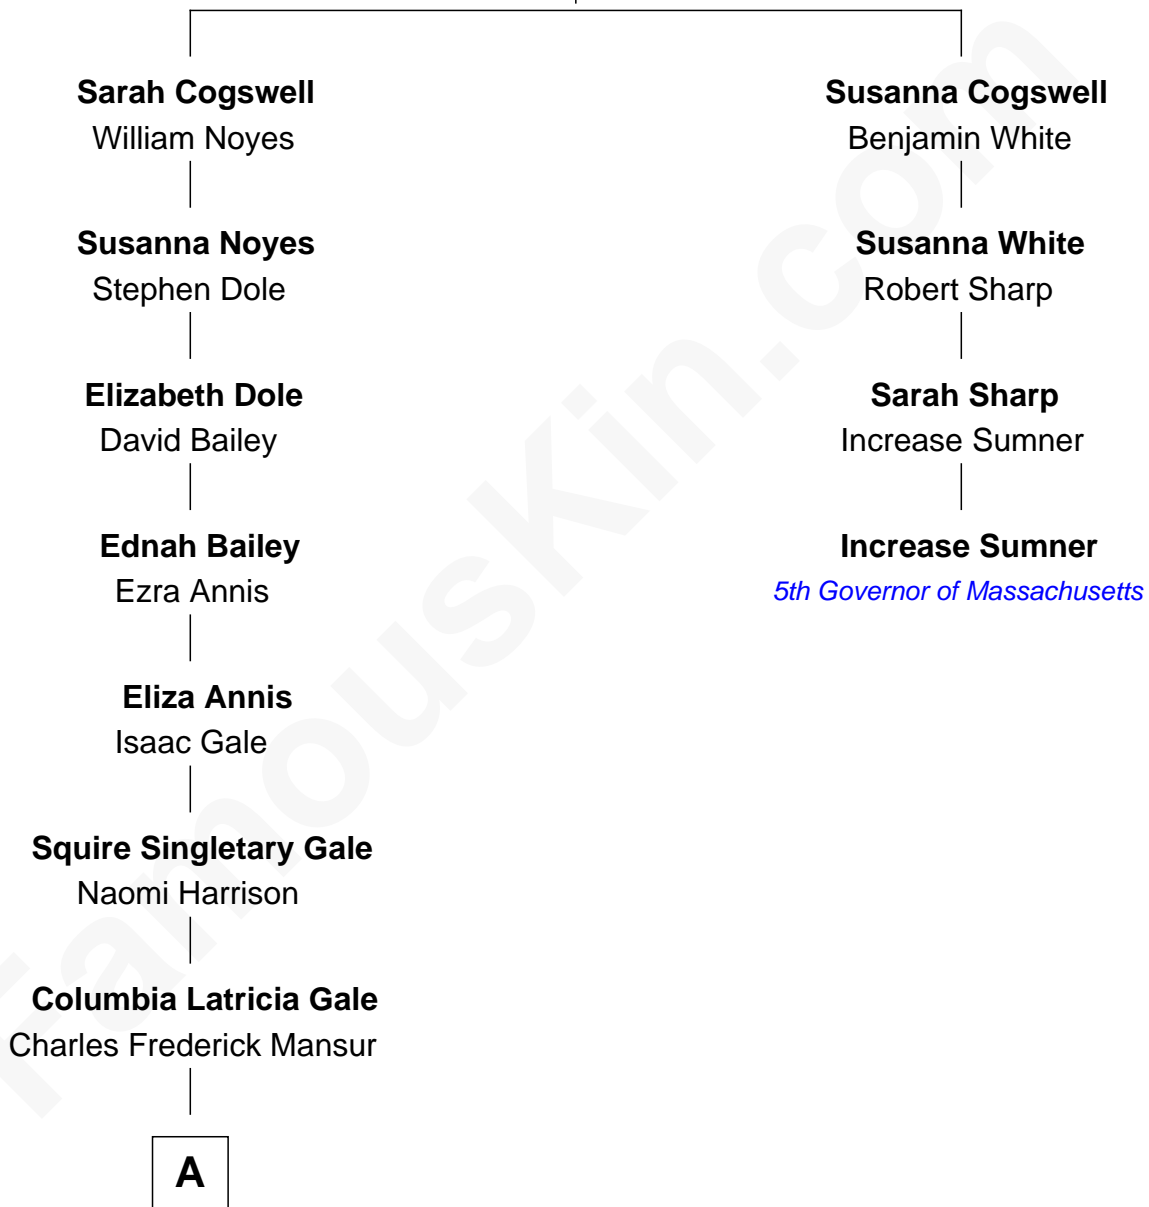 Sarah Cogswell
William Noyes
Susanna Cogswell
Benjamin White
Susanna Noyes
Stephen Dole
Susanna White
Robert Sharp
Elizabeth Dole
David Bailey
Sarah Sharp
Increase Sumner
Ednah Bailey
Ezra Annis
Increase Sumner
5th Governor of Massachusetts
Eliza Annis
Isaac Gale
Squire Singletary Gale
Naomi Harrison
Columbia Latricia Gale
Charles Frederick Mansur
A
FamousKin.com